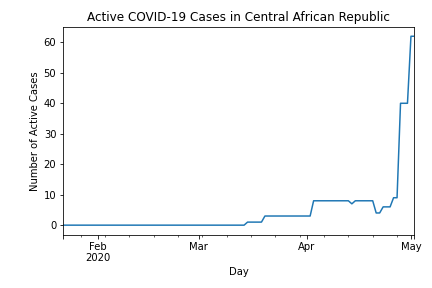 Active COVID-19 Cases in Central African Republic
60
50
40
30
20
10
0
Number of Active Cases
Feb
2020
Mar
Apr
May
Day